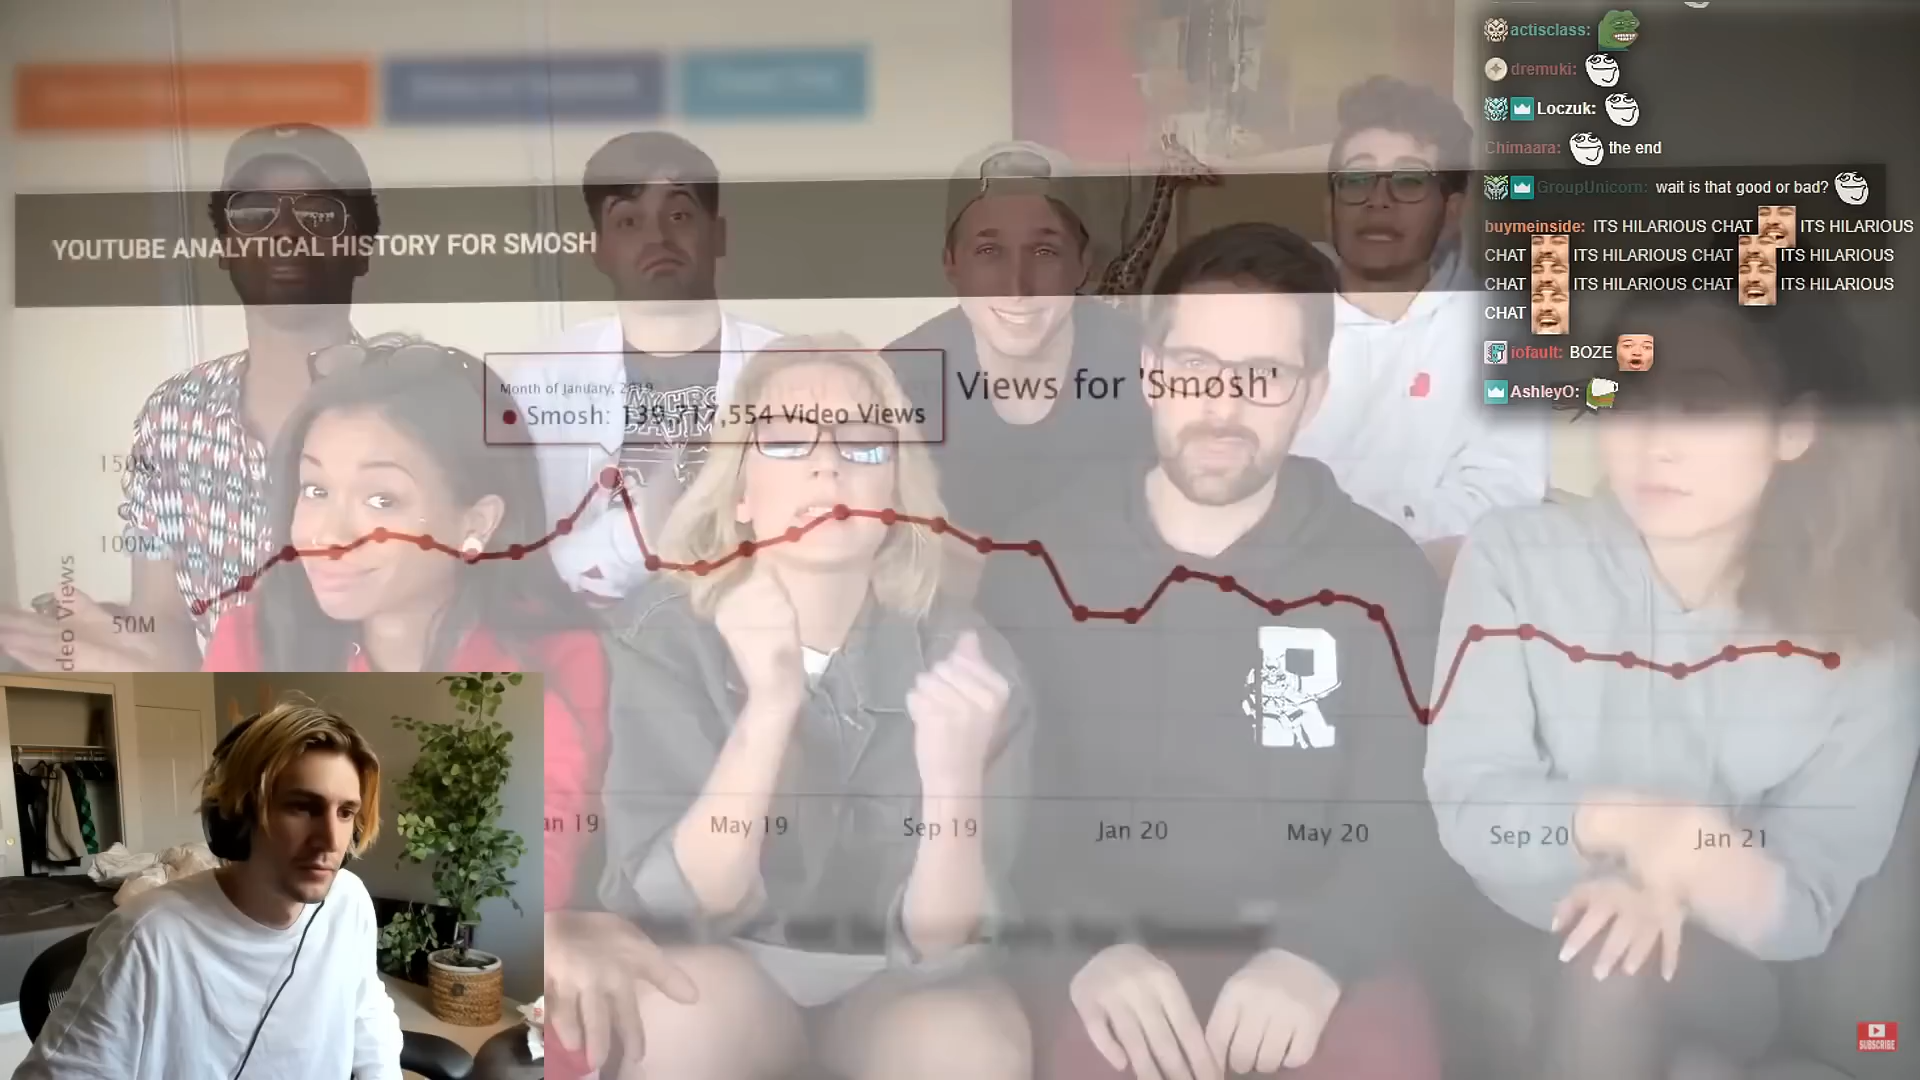 YOUTUBE ANALYTICAL HISTORY FOR SMOSH
Views for 'Smosh'
Month of January, 2019
Smosh: 139,717,554 Video Views
150M
100M
50M
deo Views
an 19
May 19
Sep 19
Jan 20
May 20
Sep 20
Jan 21
R
SUBSCRIBE
actisclass:
dremuki:
Loczuk:
Chimaara: the end
GroupUnicorn: wait is that good or bad?
buymeinside: ITS HILARIOUS CHAT ITS HILARIOUS
CHAT ITS HILARIOUS CHAT ITS HILARIOUS
CHAT ITS HILARIOUS CHAT ITS HILARIOUS
CHAT
iofault: BOZE
AshleyO: